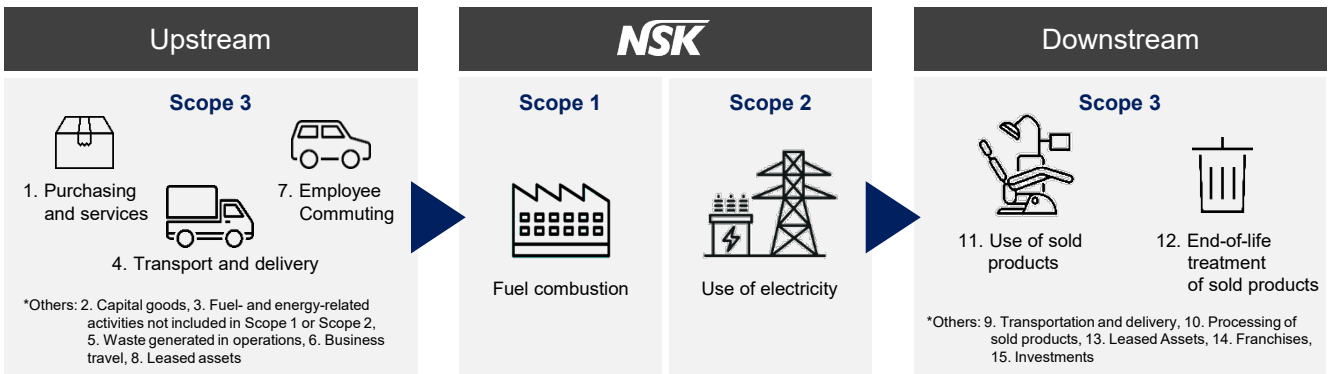 Upstream
Scope 3
1. Purchasing
and services
7. Employee
Commuting
4. Transport and delivery
*Others: 2. Capital goods, 3. Fuel- and energy-related
activities not included in Scope 1 or Scope 2,
5. Waste generated in operations, 6. Business
travel, 8. Leased assets
NSK
Scope 1
Fuel combustion
Scope 2
Use of electricity
Downstream
Scope 3
11. Use of sold
products
12. End-of-life
treatment
of sold products
*Others: 9. Transportation and delivery, 10. Processing of
sold products, 13. Leased Assets, 14. Franchises,
15. Investments